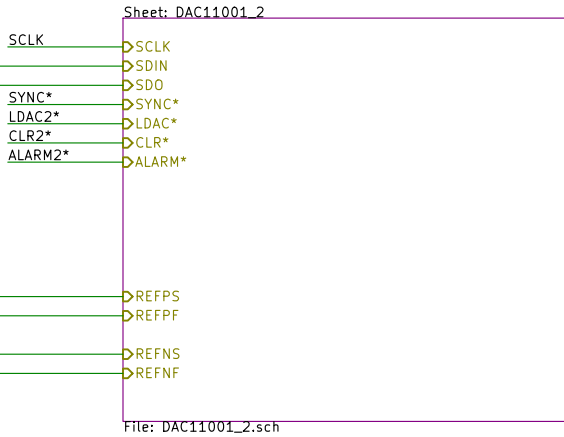 Sheet: DAC11001_2
SCLK
SCLK
SDIN
SDO
SYNC*
SYNC*
LDAC2*
LDAC*
CLR2*
CLR*
ALARM2*
ALARM*
REFPS
REFPF
REFNS
REFNF
File: DAC11001_2.sch